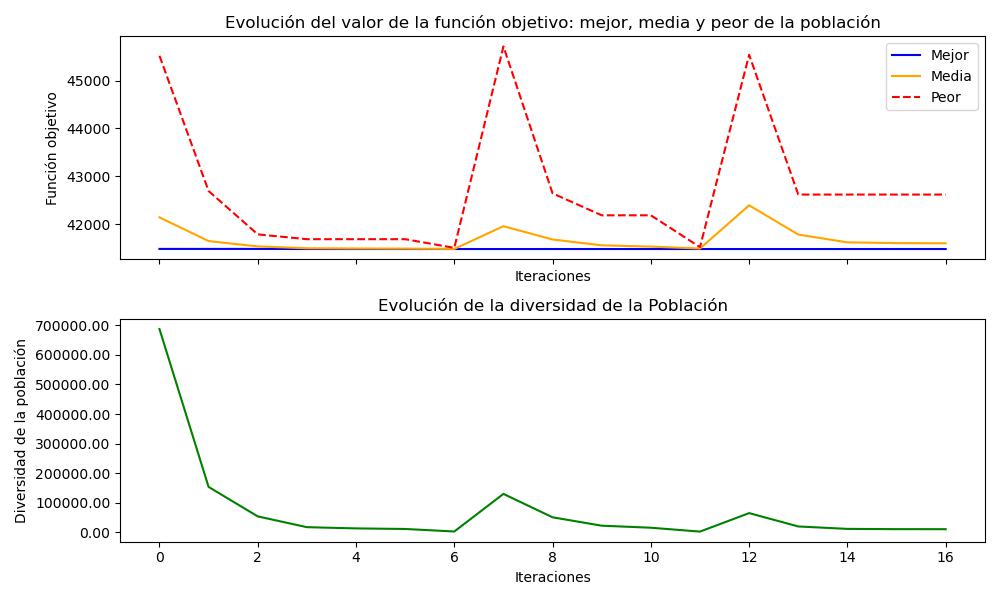 Evolución del valor de la función objetivo: mejor, media y peor de la población
Mejor
Media
Peor
45000
44000
43000
42000
Función objetivo
Iteraciones
Evolución de la diversidad de la Población
700000.00
600000.00
500000.00
400000.00
300000.00
200000.00
100000.00
0.00
Diversidad de la población
0 2 4 6 8 10 12 14 16
Iteraciones